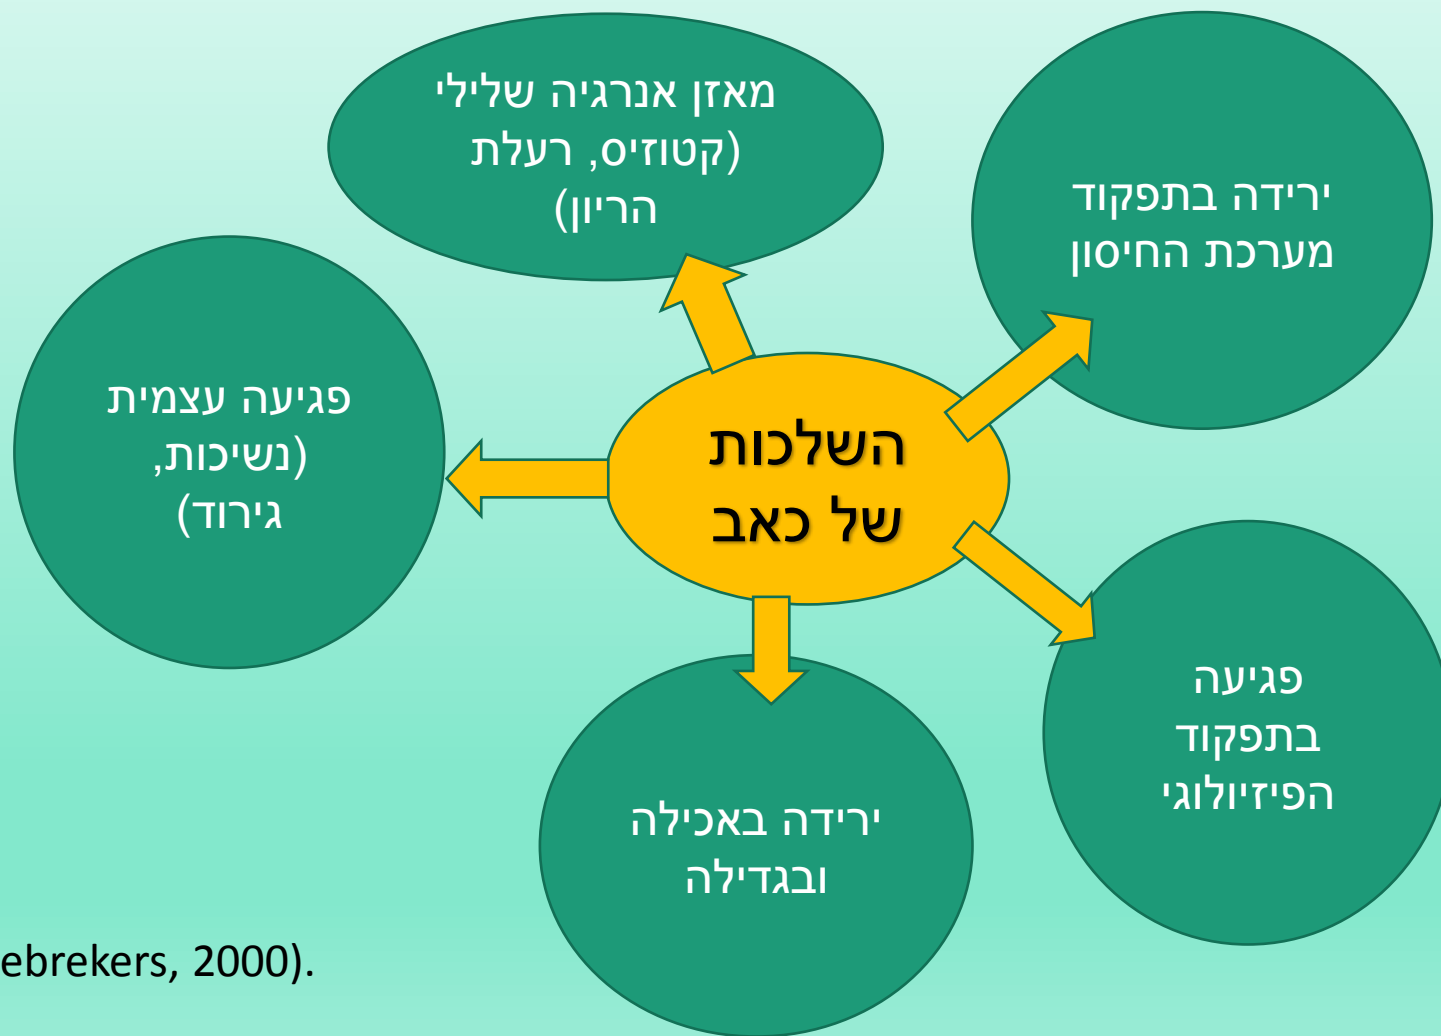 מאזן אנרגיה שלילי
(קטוזיס, רעלת
הריון)
ירידה בתפקוד
מערכת החיסון
פגיעה עצמית
(נשיכות,
גירוד)
השלכות
של כאב
פגיעה
בתפקוד
הפיזיולוגי
ירידה באכילה
ובגדילה
ebrekers, 2000).